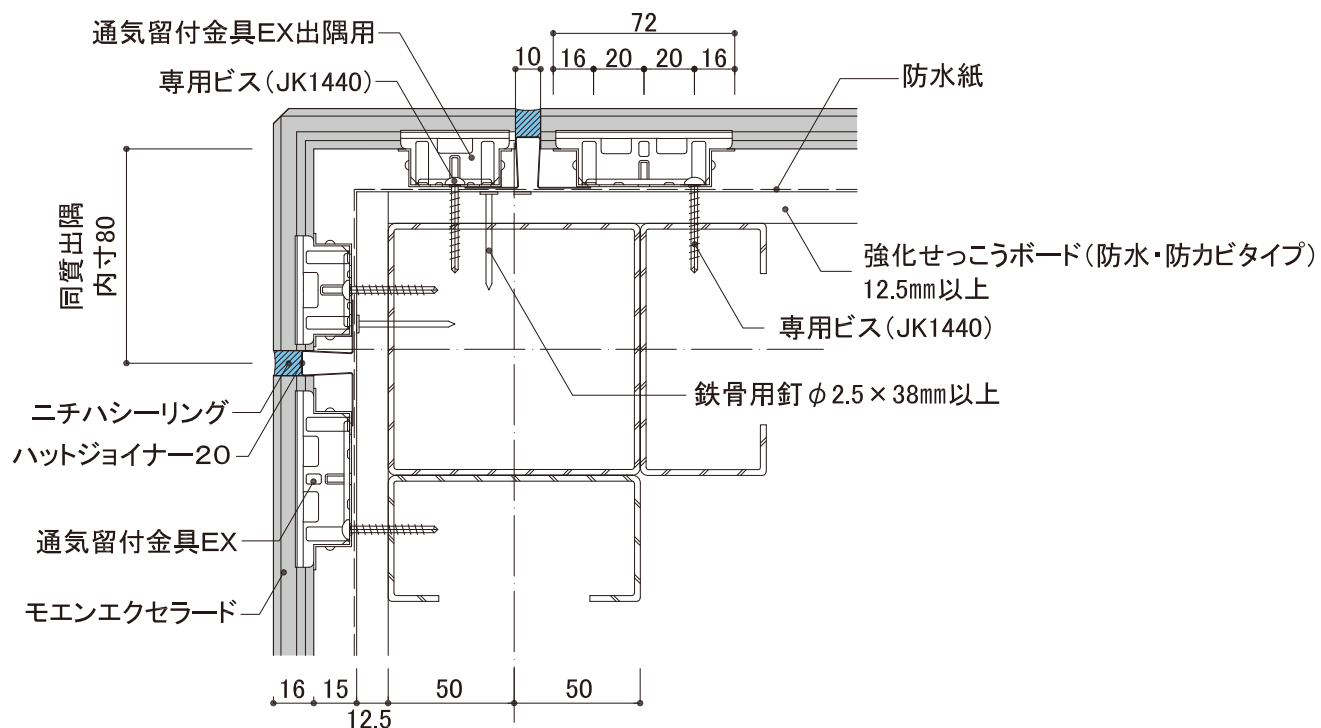 通気留付金具EX出隅用
専用ビス(JK1440)
72
10
16
20
20
16
防水紙
同質出隅
内寸80
強化せっこうボード(防水・防カビタイプ)
12.5mm以上
専用ビス(JK1440)
鉄骨用釘φ2.5×38mm以上
ニチハシーリング
ハットジョイナー20
通気留付金具EX
モエンエクセラード
16
15
12.5
50
50